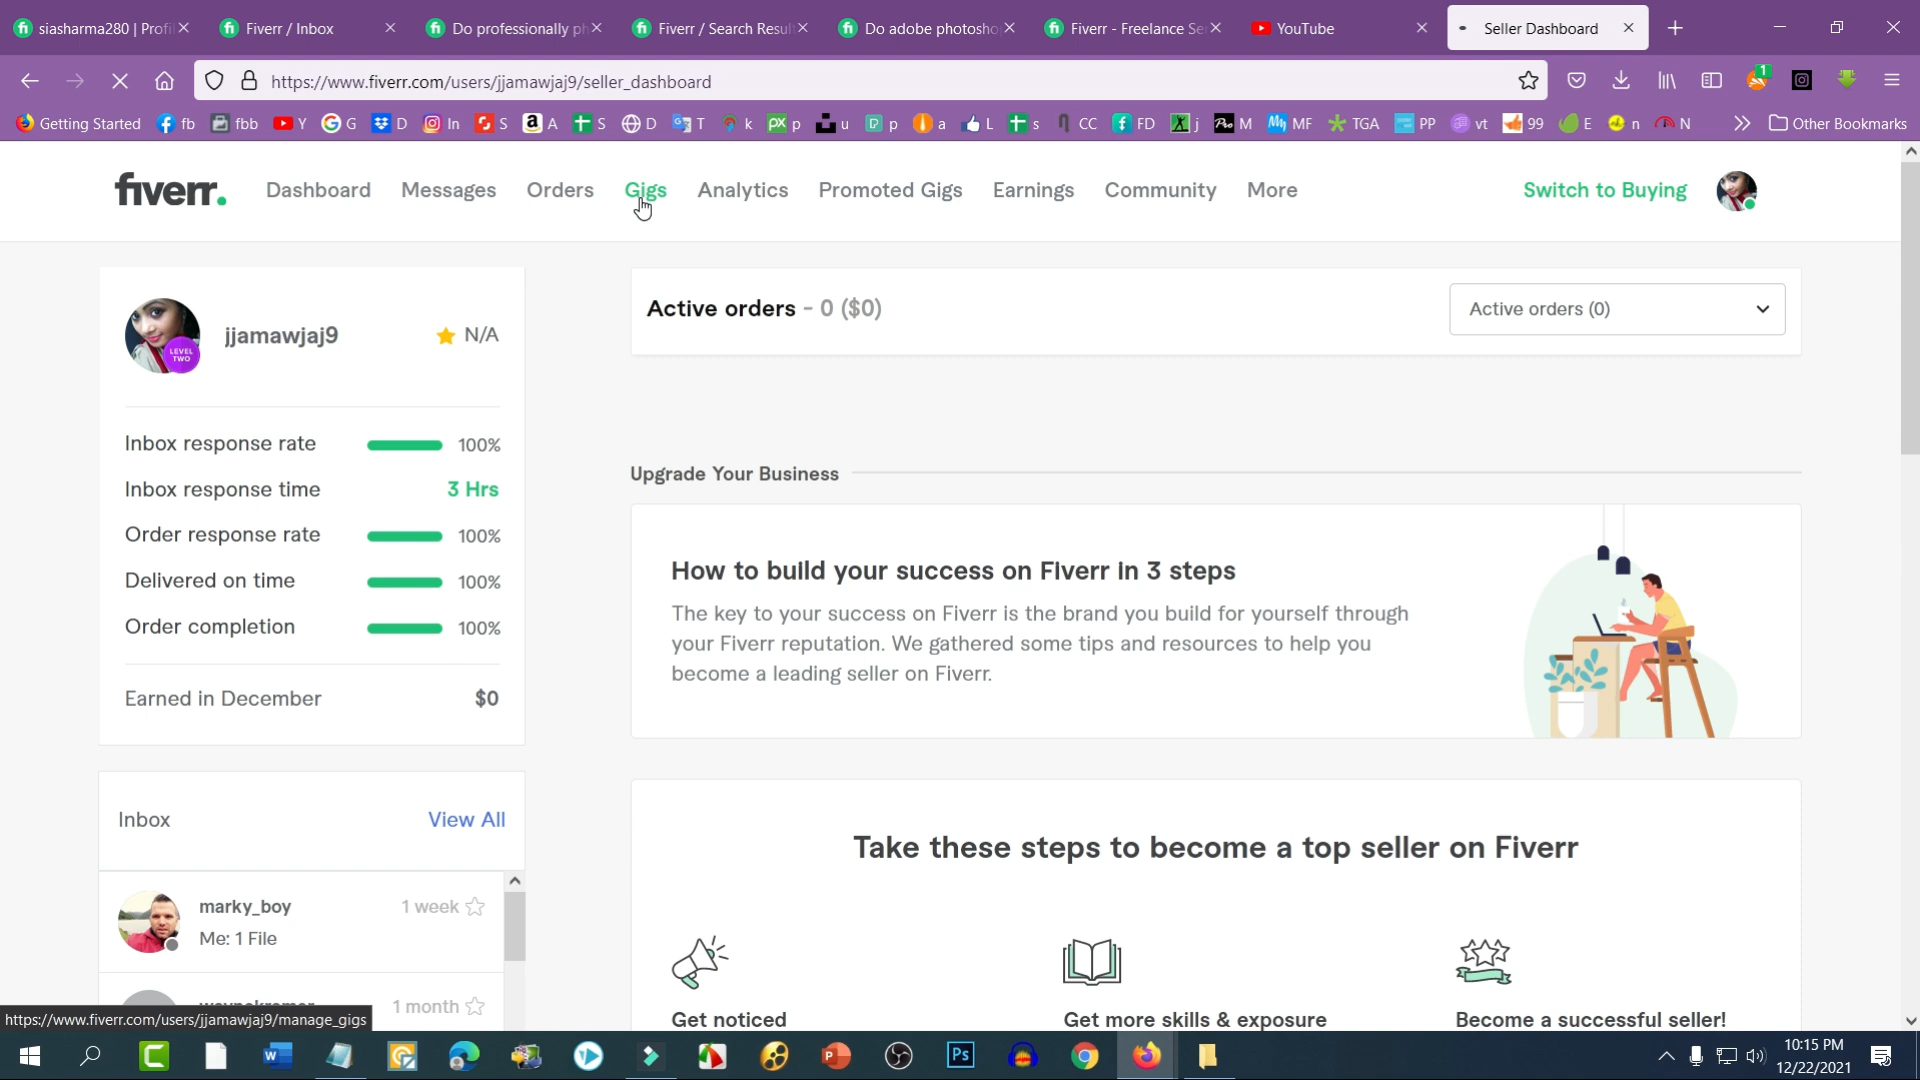 siasharma280 | Profil
Fiverr / Inbox
Do professionally ph
Fiverr / Search Result
Do adobe photosho
Fiverr - Freelance Ser
YouTube
Seller Dashboard
https://www.fiverr.com/users/jjamawjaj9/seller_dashboard
1
Getting Started fb fbb Y G D In S A S D T k p u p a L s CC FD j M MF TGA PP vt 99 E n N Other Bookmarks
fiverr. Dashboard Messages Orders Gigs Analytics Promoted Gigs Earnings Community More Switch to Buying
LEVEL TWO
jjamawjaj9 N/A
Inbox response rate 100%
Inbox response time 3 Hrs
Order response rate 100%
Delivered on time 100%
Order completion 100%
Earned in December $0
Inbox View All
marky_boy 1 week
Me: 1 File
1 month
Active orders - 0 ($0) Active orders (0)
Upgrade Your Business
How to build your success on Fiverr in 3 steps
The key to your success on Fiverr is the brand you build for yourself through
your Fiverr reputation. We gathered some tips and resources to help you
become a leading seller on Fiverr.
Take these steps to become a top seller on Fiverr
Get noticed Get more skills & exposure Become a successful seller!
https://www.fiverr.com/users/jjamawjaj9/manage_gigs
10:15 PM
12/22/2021